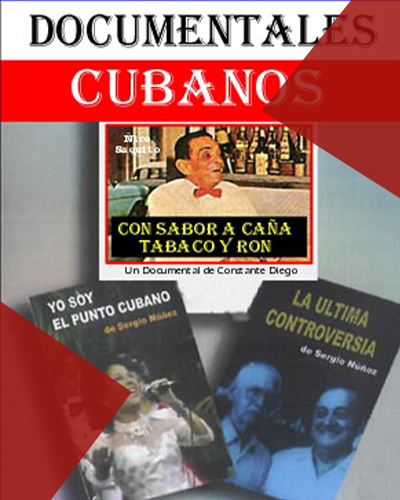 DOCUMENTALES
CUBANOS
Ñico
Saquito
CON SABOR A CAÑA
TABACO Y RON
Un Documental de Constante Diego
YO SOY
EL PUNTO CUBANO
de Sergio Núñez
LA ULTIMA
CONTROVERSIA
de Sergio Núñez